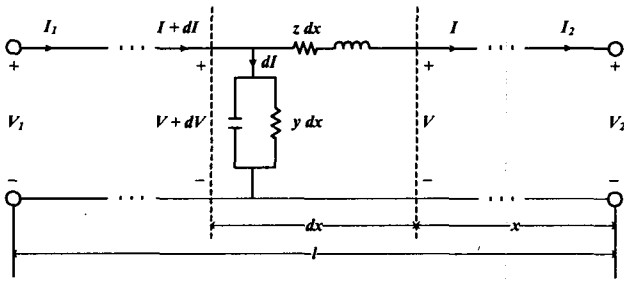 I₁ I + dI z dx I I₂
+ + dI + +
V₁ V + dV y dx V V₂
− − − −
dx x
l